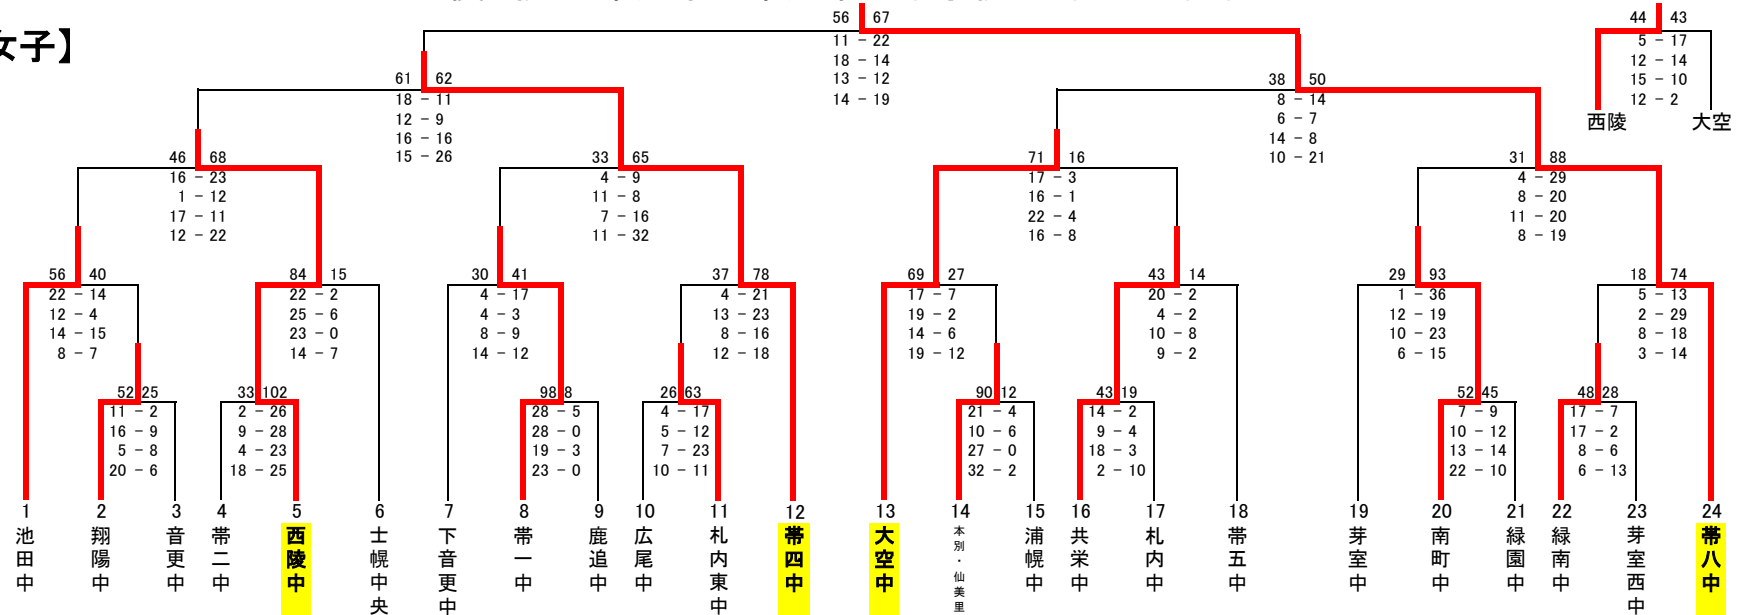 女子】
56 67
11 - 22
18 - 14
13 - 12
14 - 19
44 43
5 - 17
12 - 14
15 - 10
12 - 2
西陵 大空
61 62
18 - 11
12 - 9
16 - 16
15 - 26
38 50
8 - 14
6 - 7
14 - 8
10 - 21
46 68
16 - 23
1 - 12
17 - 11
12 - 22
33 65
4 - 9
11 - 8
7 - 16
11 - 32
71 16
17 - 3
16 - 1
22 - 4
16 - 8
31 88
4 - 29
8 - 20
11 - 20
8 - 19
56 40
22 - 14
12 - 4
14 - 15
8 - 7
84 15
22 - 2
25 - 6
23 - 0
14 - 7
30 41
4 - 17
4 - 3
8 - 9
14 - 12
37 78
4 - 21
13 - 23
8 - 16
12 - 18
69 27
17 - 7
19 - 2
14 - 6
19 - 12
43 14
20 - 2
4 - 2
10 - 8
9 - 2
29 93
1 - 36
12 - 19
10 - 23
6 - 15
18 74
5 - 13
2 - 29
8 - 18
3 - 14
52 25
11 - 2
16 - 9
5 - 8
20 - 6
33 102
2 - 26
9 - 28
4 - 23
18 - 25
98 8
28 - 5
28 - 0
19 - 3
23 - 0
26 63
4 - 17
5 - 12
7 - 23
10 - 11
90 12
21 - 4
10 - 6
27 - 0
32 - 2
43 19
14 - 2
9 - 4
18 - 3
2 - 10
52 45
7 - 9
10 - 12
13 - 14
22 - 10
48 28
17 - 7
17 - 2
8 - 6
6 - 13
1 2 3 4 5 6 7 8 9 10 11 12 13 14 15 16 17 18 19 20 21 22 23 24
池田中
翔陽中
音更中
帯二中
西陵中
士幌中央
下音更中
帯一中
鹿追中
広尾中
札内東中
帯四中
大空中
本別・仙美里
浦幌中
共栄中
札内中
帯五中
芽室中
南町中
緑園中
緑南中
芽室西中
帯八中